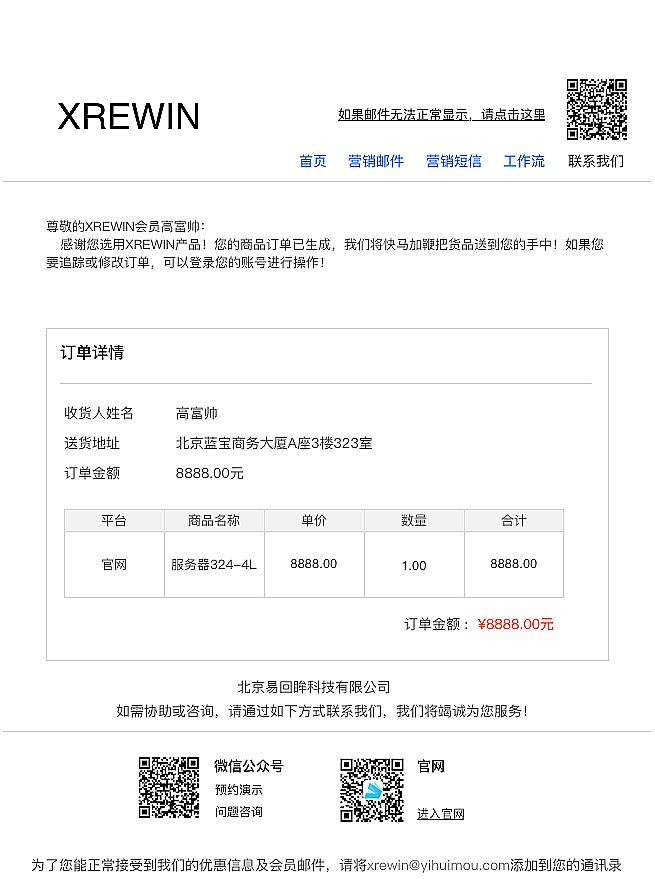 XREWIN
如果邮件无法正常显示，请点击这里
首页 营销邮件 营销短信 工作流 联系我们
尊敬的XREWIN会员高富帅：
感谢您选用XREWIN产品！您的商品订单已生成，我们将快马加鞭把货品送到您的手中！如果您
要追踪或修改订单，可以登录您的账号进行操作！
订单详情
收货人姓名 高富帅
送货地址 北京蓝宝商务大厦A座3楼323室
订单金额 8888.00元
平台 商品名称 单价 数量 合计
官网 服务器324-4L 8888.00 1.00 8888.00
订单金额： ¥8888.00元
北京易回眸科技有限公司
如需协助或咨询，请通过如下方式联系我们，我们将竭诚为您服务！
微信公众号 官网
预约演示
问题咨询 进入官网
为了您能正常接受到我们的优惠信息及会员邮件，请将xrewin@yihuimou.com添加到您的通讯录